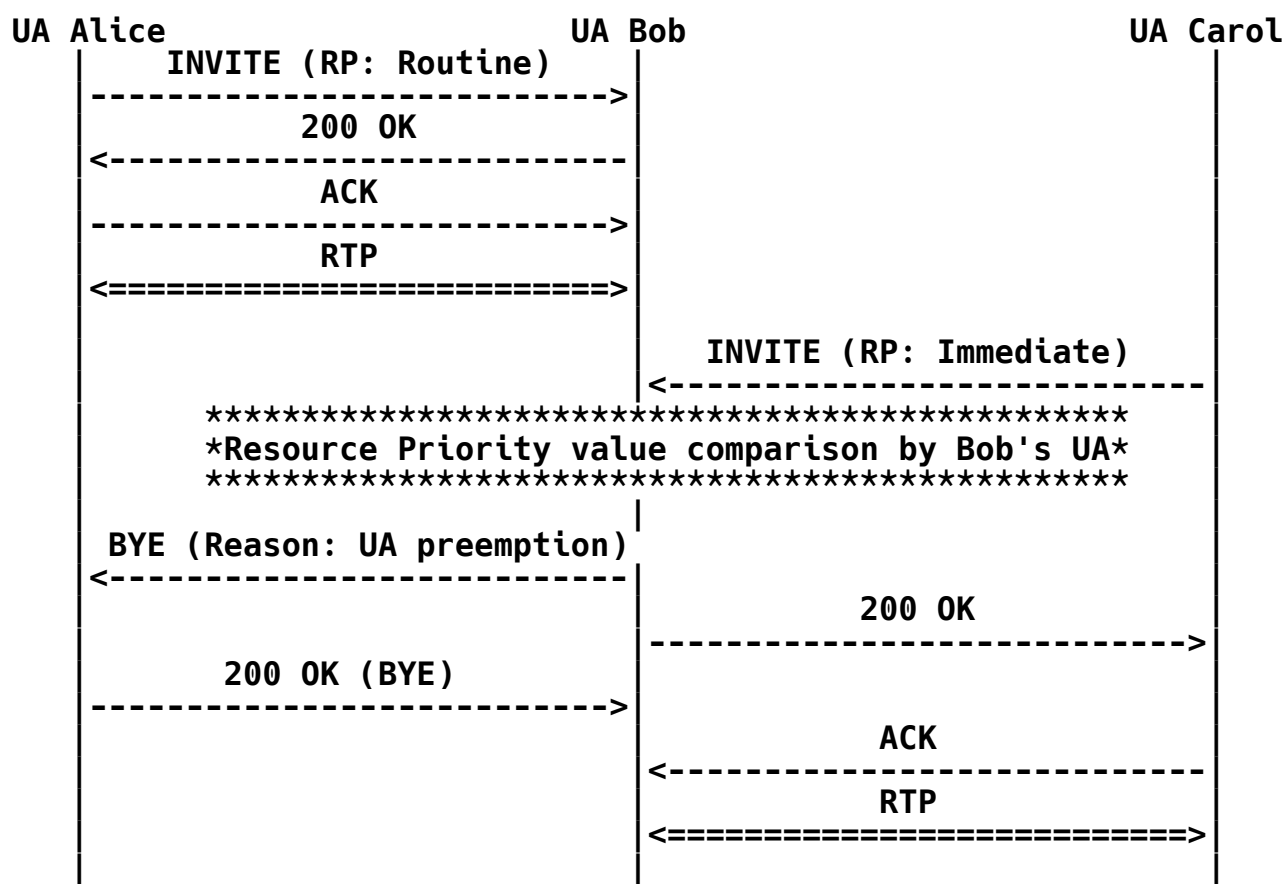 UA Alice UA Bob UA Carol
INVITE (RP: Routine)
200 OK
ACK
RTP
INVITE (RP: Immediate)
*Resource Priority value comparison by Bob's UA*
BYE (Reason: UA preemption)
200 OK
200 OK (BYE)
ACK
RTP